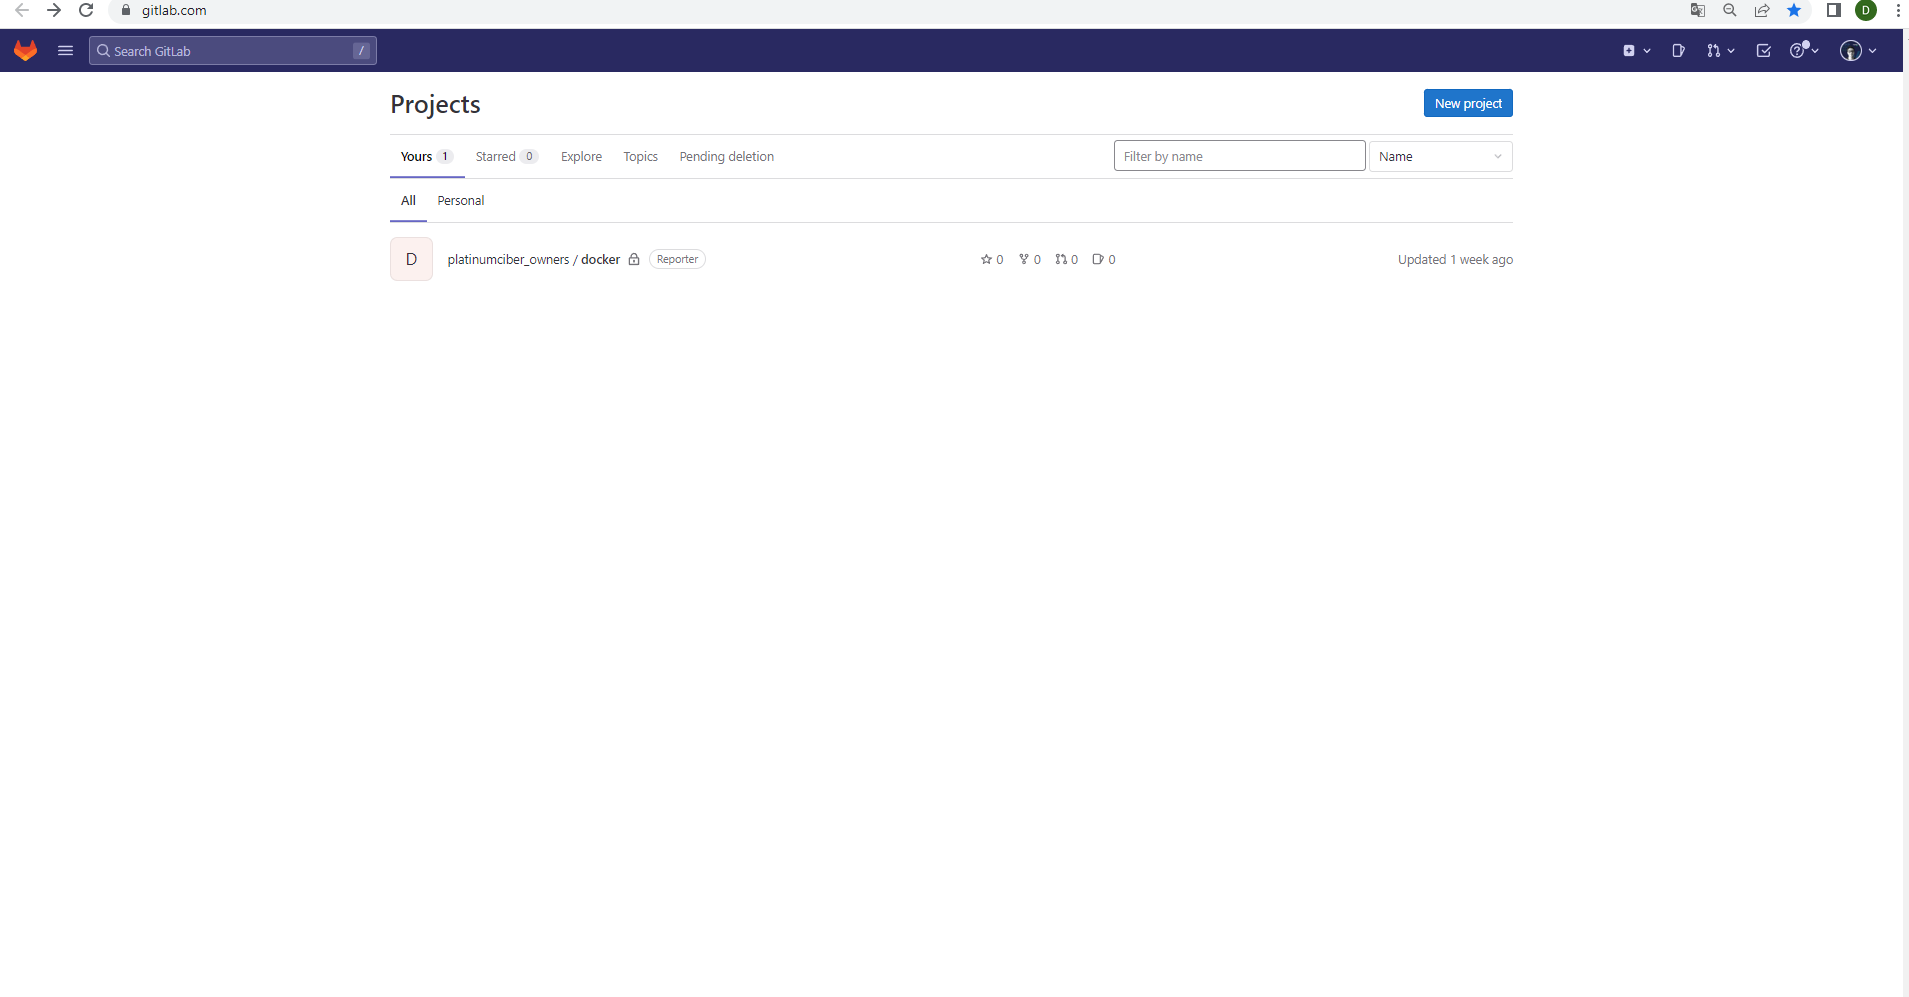 gitlab.com
D
Search GitLab /
Projects
New project
Yours 1 Starred 0 Explore Topics Pending deletion
Filter by name
Name
All Personal
D
platinumciber_owners / docker Reporter
0 0 0 0
Updated 1 week ago